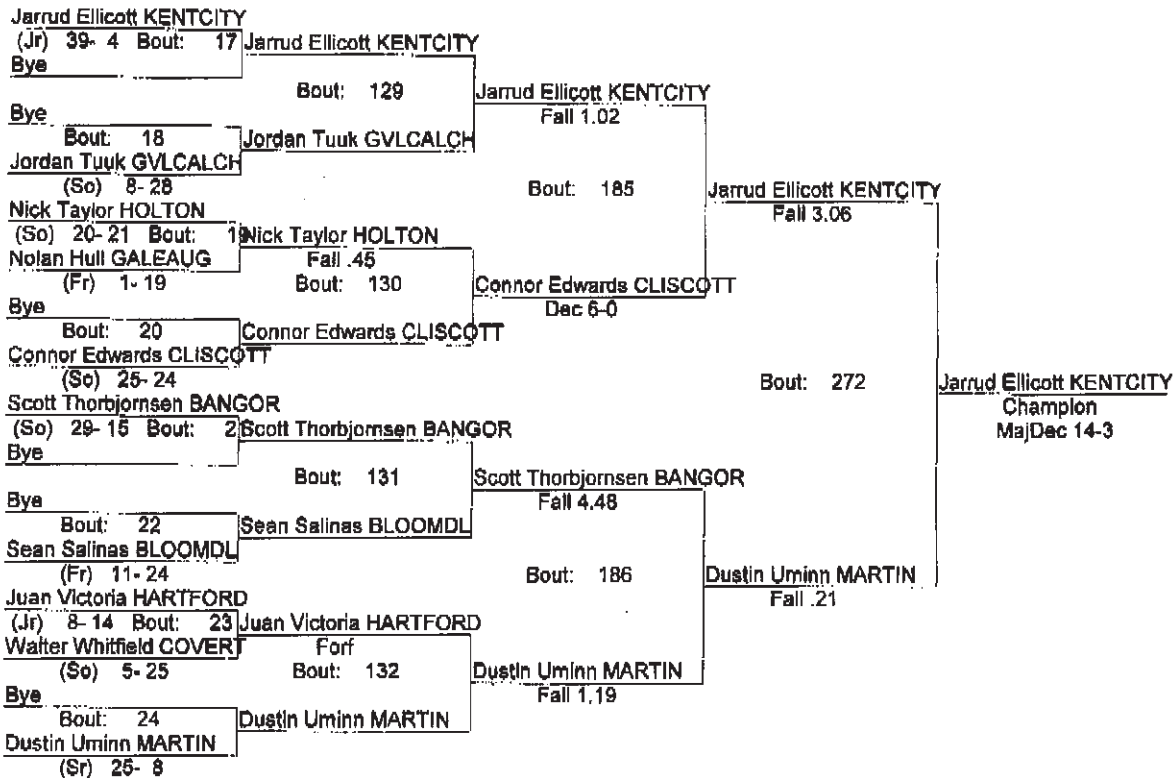 Jarrud Ellicott KENTCITY
(Jr) 39- 4 Bout: 17 Jarrud Ellicott KENTCITY
Bye
Bout: 129 Jarrud Ellicott KENTCITY
Bye Fall 1.02
Bout: 18 Jordan Tuuk GVLCALCH
Jordan Tuuk GVLCALCH
(So) 8- 28 Bout: 185 Jarrud Ellicott KENTCITY
Nick Taylor HOLTON Fall 3.06
(So) 20- 21 Bout: 19 Nick Taylor HOLTON
Nolan Hull GALEAUG Fall .45
(Fr) 1- 19 Bout: 130 Connor Edwards CLISCOTT
Bye Dec 6-0
Bout: 20 Connor Edwards CLISCOTT
Connor Edwards CLISCOTT
(So) 25- 24 Bout: 272 Jarrud Ellicott KENTCITY
Scott Thorbjornsen BANGOR Champion
(So) 29- 15 Bout: 2 Scott Thorbjornsen BANGOR MajDec 14-3
Bye
Bout: 131 Scott Thorbjornsen BANGOR
Bye Fall 4.48
Bout: 22 Sean Salinas BLOOMDL
Sean Salinas BLOOMDL
(Fr) 11- 24 Bout: 186 Dustin Uminn MARTIN
Juan Victoria HARTFORD Fall .21
(Jr) 8- 14 Bout: 23 Juan Victoria HARTFORD
Walter Whitfield COVERT Forf
(So) 5- 25 Bout: 132 Dustin Uminn MARTIN
Bye Fall 1.19
Bout: 24 Dustin Uminn MARTIN
Dustin Uminn MARTIN
(Sr) 25- 8